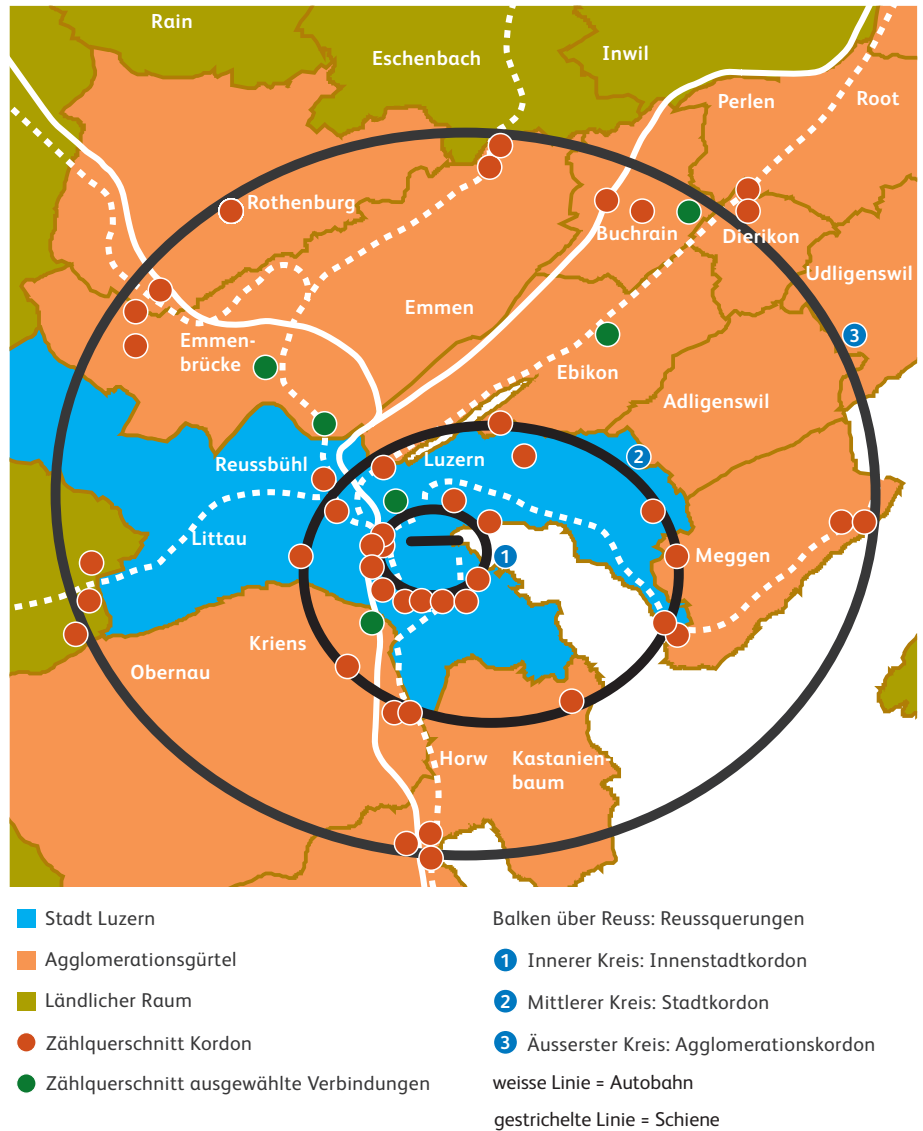 Rain
Eschenbach
Inwil
Perlen
Root
Rothenburg
Buchrain
Dierikon
Udligenswil
3
Emmen
Emmen-
brücke
Ebikon
Adligenswil
Reussbühl
Luzern
2
Littau
1
Meggen
Kriens
Obernau
Horw
Kastanien-
baum
Stadt Luzern
Agglomerationsgürtel
Ländlicher Raum
Zählquerschnitt Kordon
Zählquerschnitt ausgewählte Verbindungen
Balken über Reuss: Reussquerungen
1 Innerer Kreis: Innenstadtkordon
2 Mittlerer Kreis: Stadtkordon
3 Äusserster Kreis: Agglomerationskordon
weisse Linie = Autobahn
gestrichelte Linie = Schiene